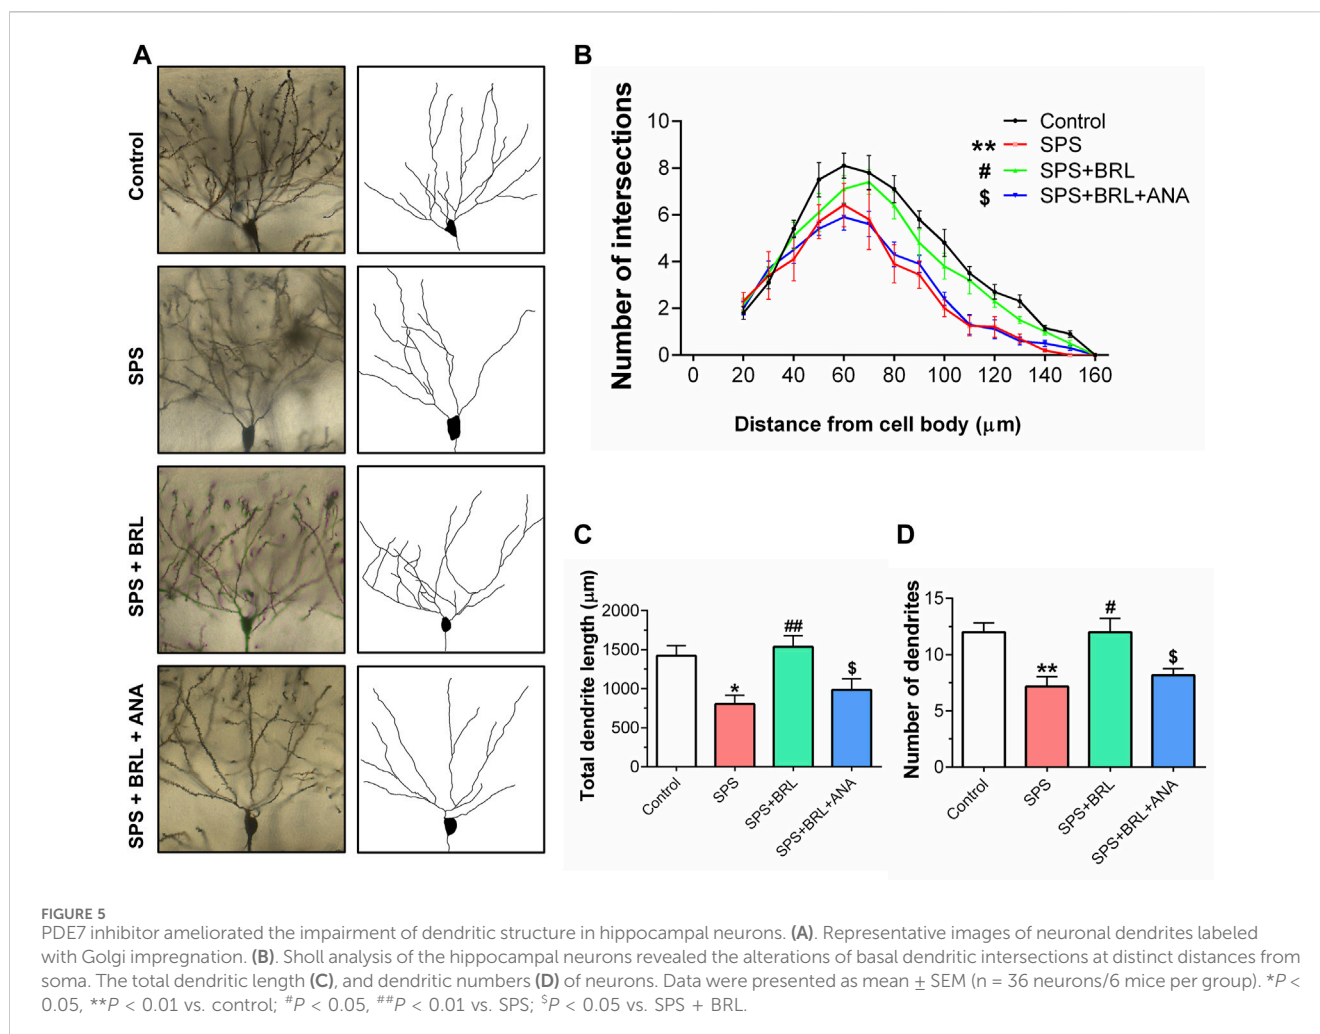 A
Control
SPS
SPS + BRL
SPS + BRL + ANA
B
Number of intersections
10
8
6
4
2
0
0 20 40 60 80 100 120 140 160
Distance from cell body (μm)
Control
** SPS
# SPS+BRL
$ SPS+BRL+ANA
C
Total dendrite length (μm)
2000
1500
1000
500
0
*
##
$
Control
SPS
SPS+BRL
SPS+BRL+ANA
D
Number of dendrites
15
10
5
0
**
#
$
Control
SPS
SPS+BRL
SPS+BRL+ANA
FIGURE 5
PDE7 inhibitor ameliorated the impairment of dendritic structure in hippocampal neurons. (A). Representative images of neuronal dendrites labeled
with Golgi impregnation. (B). Sholl analysis of the hippocampal neurons revealed the alterations of basal dendritic intersections at distinct distances from
soma. The total dendritic length (C), and dendritic numbers (D) of neurons. Data were presented as mean ± SEM (n = 36 neurons/6 mice per group). *P <
0.05, **P < 0.01 vs. control; #P < 0.05, ##P < 0.01 vs. SPS; $P < 0.05 vs. SPS + BRL.